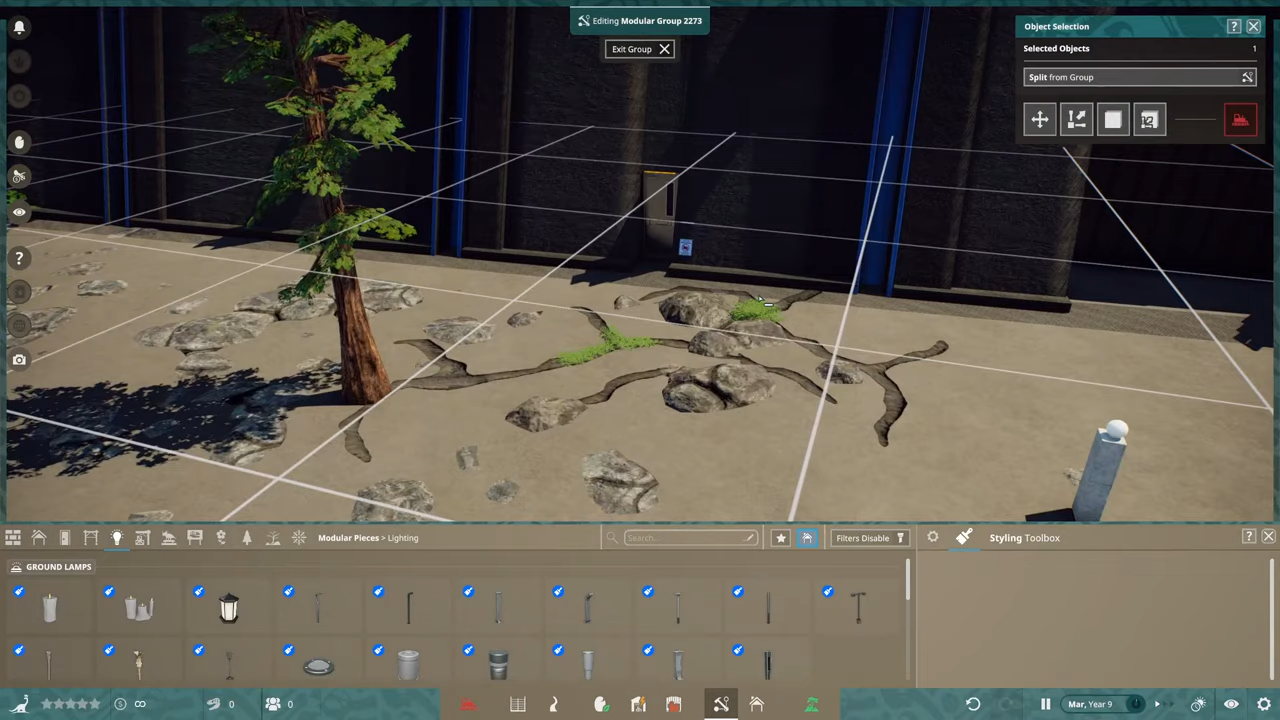 Editing Modular Group 2273
Exit Group
Object Selection
?
Selected Objects 1
Split from Group
12
?
Modular Pieces > Lighting
Search...
Filters Disable
Styling Toolbox
?
GROUND LAMPS
0
0
Mar, Year 9